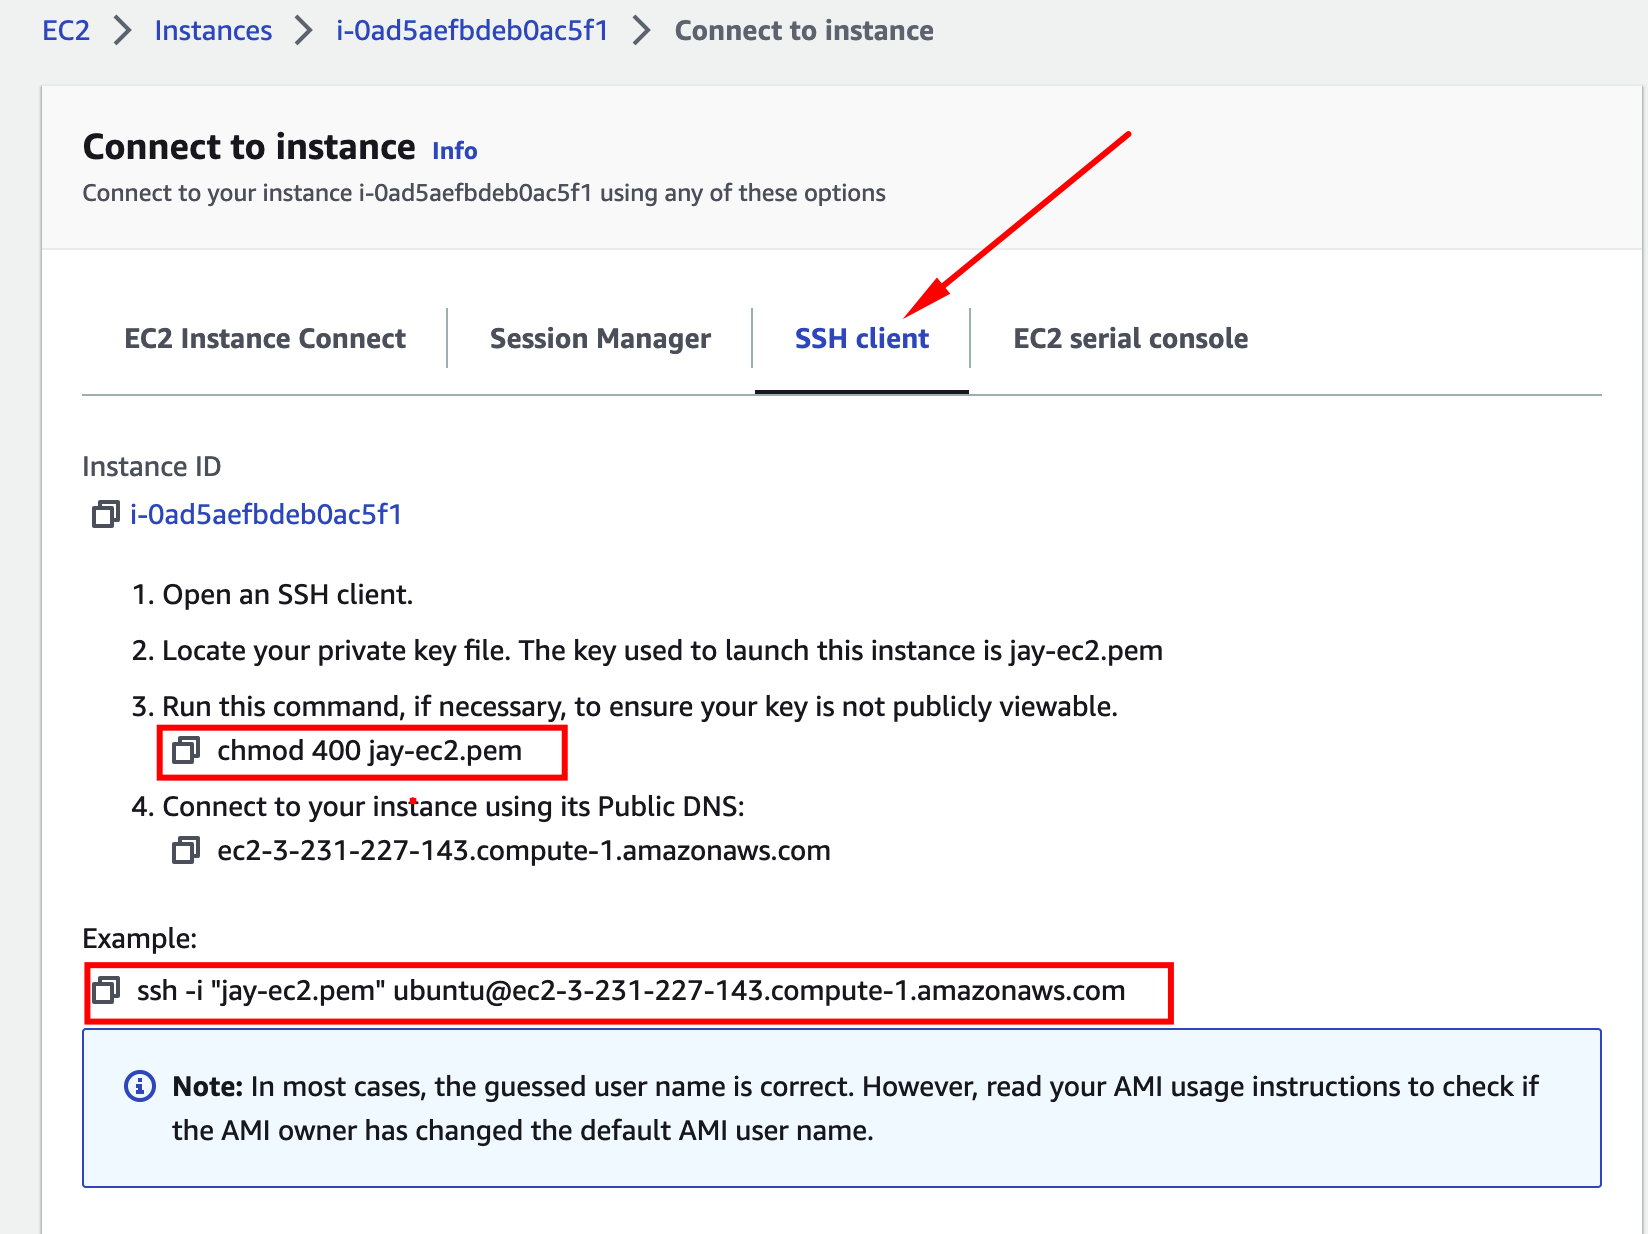 EC2 > Instances > i-0ad5aefbdeb0ac5f1 > Connect to instance
Connect to instance Info
Connect to your instance i-0ad5aefbdeb0ac5f1 using any of these options
EC2 Instance Connect
Session Manager
SSH client
EC2 serial console
Instance ID
i-0ad5aefbdeb0ac5f1
1. Open an SSH client.
2. Locate your private key file. The key used to launch this instance is jay-ec2.pem
3. Run this command, if necessary, to ensure your key is not publicly viewable.
chmod 400 jay-ec2.pem
4. Connect to your instance using its Public DNS:
ec2-3-231-227-143.compute-1.amazonaws.com
Example:
ssh -i "jay-ec2.pem" ubuntu@ec2-3-231-227-143.compute-1.amazonaws.com
Note: In most cases, the guessed user name is correct. However, read your AMI usage instructions to check if
the AMI owner has changed the default AMI user name.